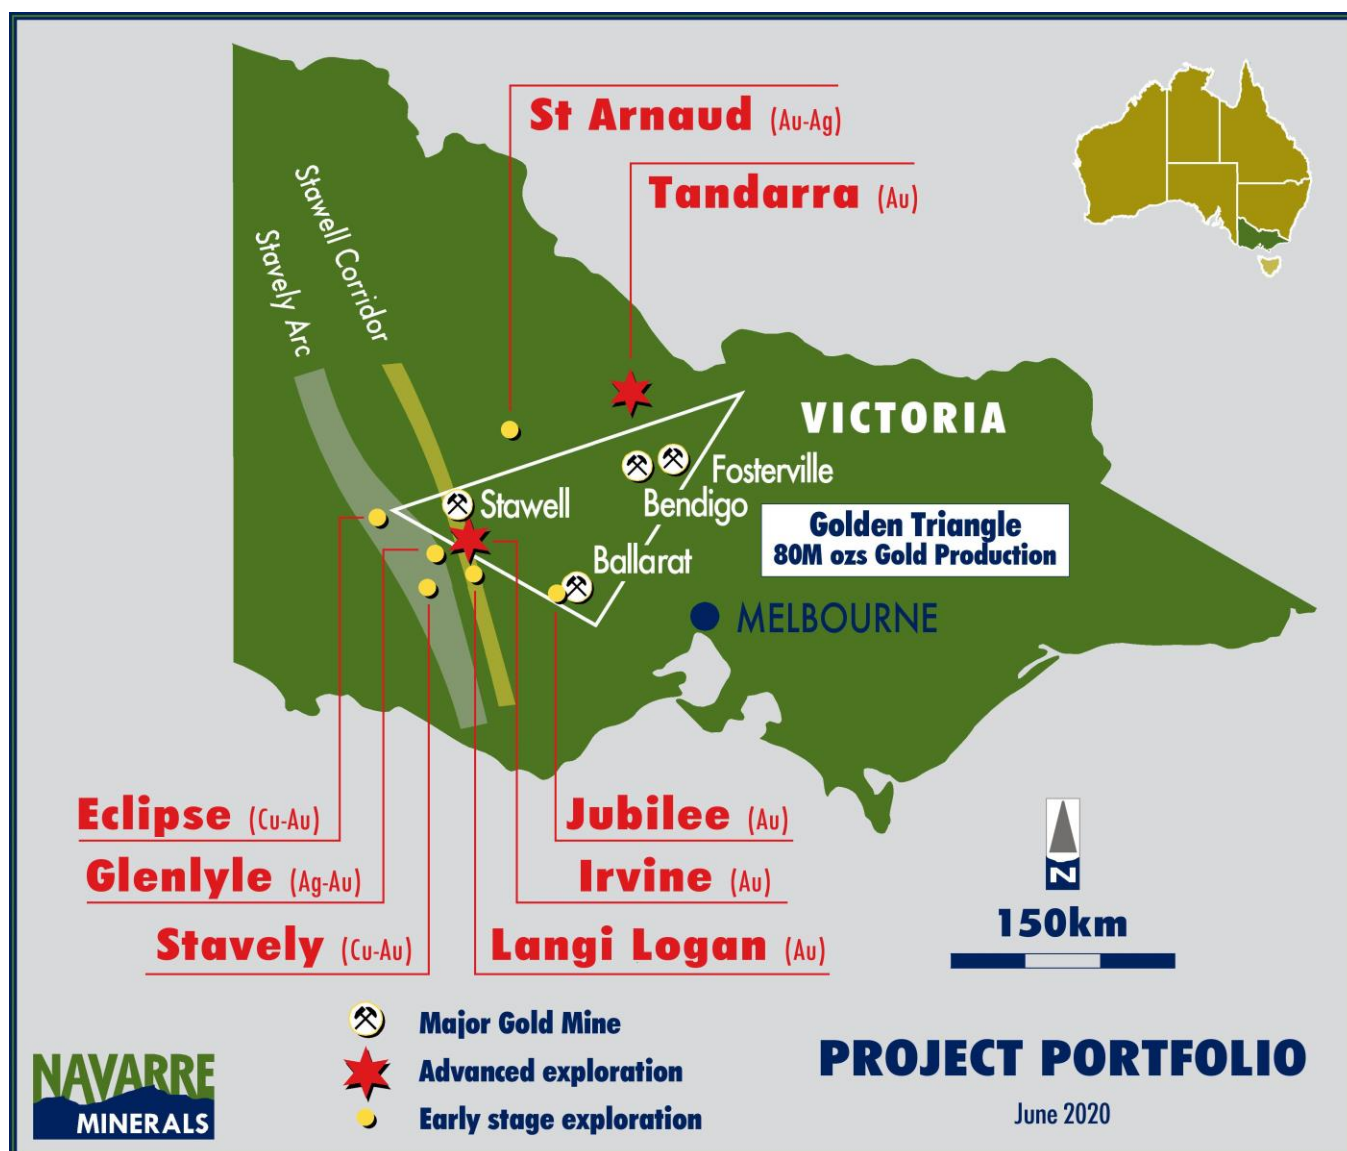 St Arnaud (Au-Ag)
Tandarra (Au)
Stawell Corridor
Stavely Arc
VICTORIA
Fosterville
Bendigo
Stawell
Golden Triangle
80M ozs Gold Production
Ballarat
MELBOURNE
Eclipse (Cu-Au)
Jubilee (Au)
Glenlyle (Ag-Au)
Irvine (Au)
Stavely (Cu-Au)
Langi Logan (Au)
N
150km
Major Gold Mine
Advanced exploration
Early stage exploration
NAVARRE
MINERALS
PROJECT PORTFOLIO
June 2020